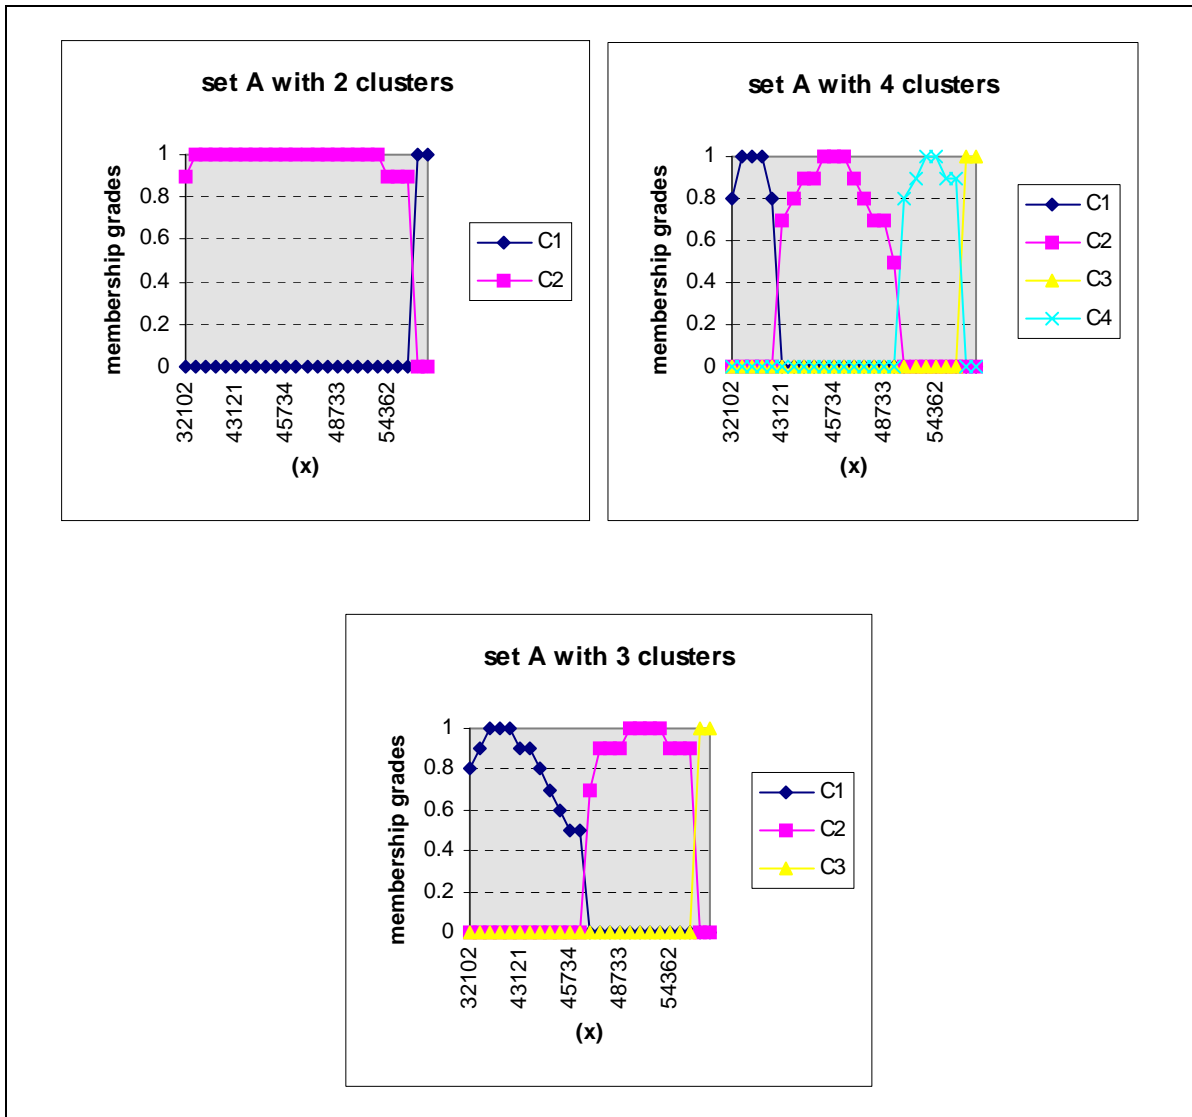 set A with 2 clusters
membership grades
1
0.8
0.6
0.4
0.2
0
32102
43121
45734
48733
54362
(x)
C1
C2
set A with 4 clusters
membership grades
1
0.8
0.6
0.4
0.2
0
32102
43121
45734
48733
54362
(x)
C1
C2
C3
C4
set A with 3 clusters
membership grades
1
0.8
0.6
0.4
0.2
0
32102
43121
45734
48733
54362
(x)
C1
C2
C3